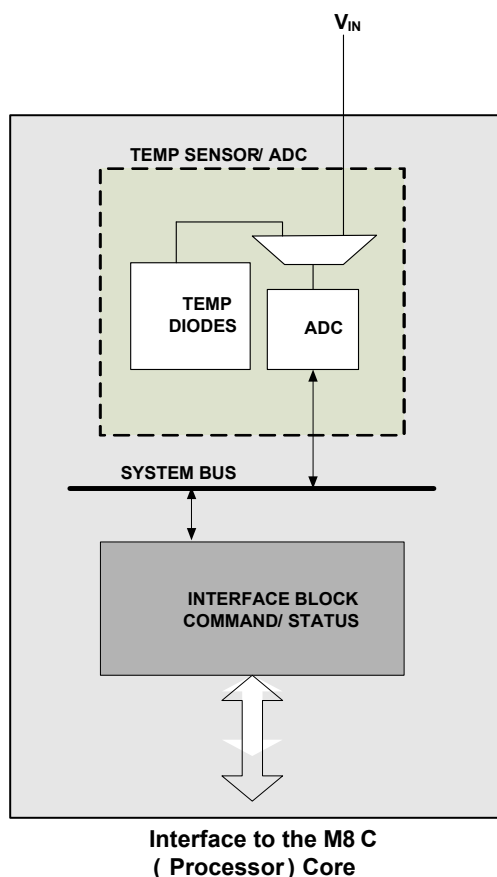 VIN
TEMP SENSOR/ ADC
TEMP
DIODES
ADC
SYSTEM BUS
INTERFACE BLOCK
COMMAND/ STATUS
Interface to the M8 C
( Processor) Core